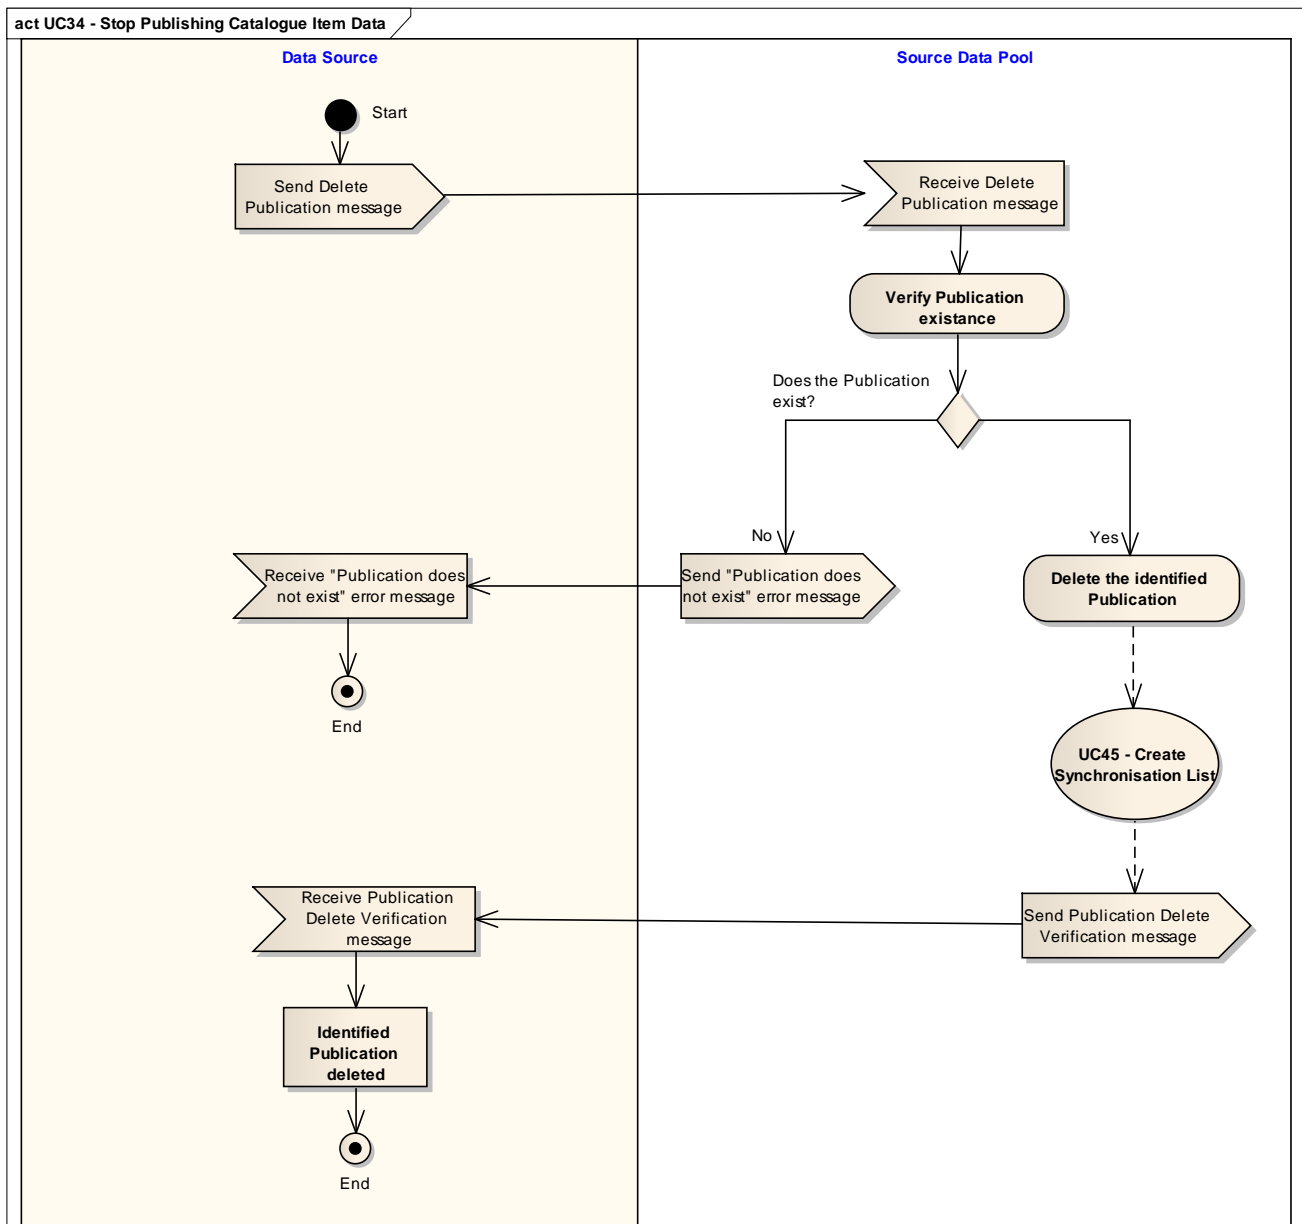 act UC34 - Stop Publishing Catalogue Item Data
Data Source
Source Data Pool
Start
Send Delete
Publication message
Receive Delete
Publication message
Verify Publication
existance
Does the Publication
exist?
No
Yes
Receive "Publication does
not exist" error message
Send "Publication does
not exist" error message
Delete the identified
Publication
End
UC45 - Create
Synchronisation List
Receive Publication
Delete Verification
message
Send Publication Delete
Verification message
Identified
Publication
deleted
End